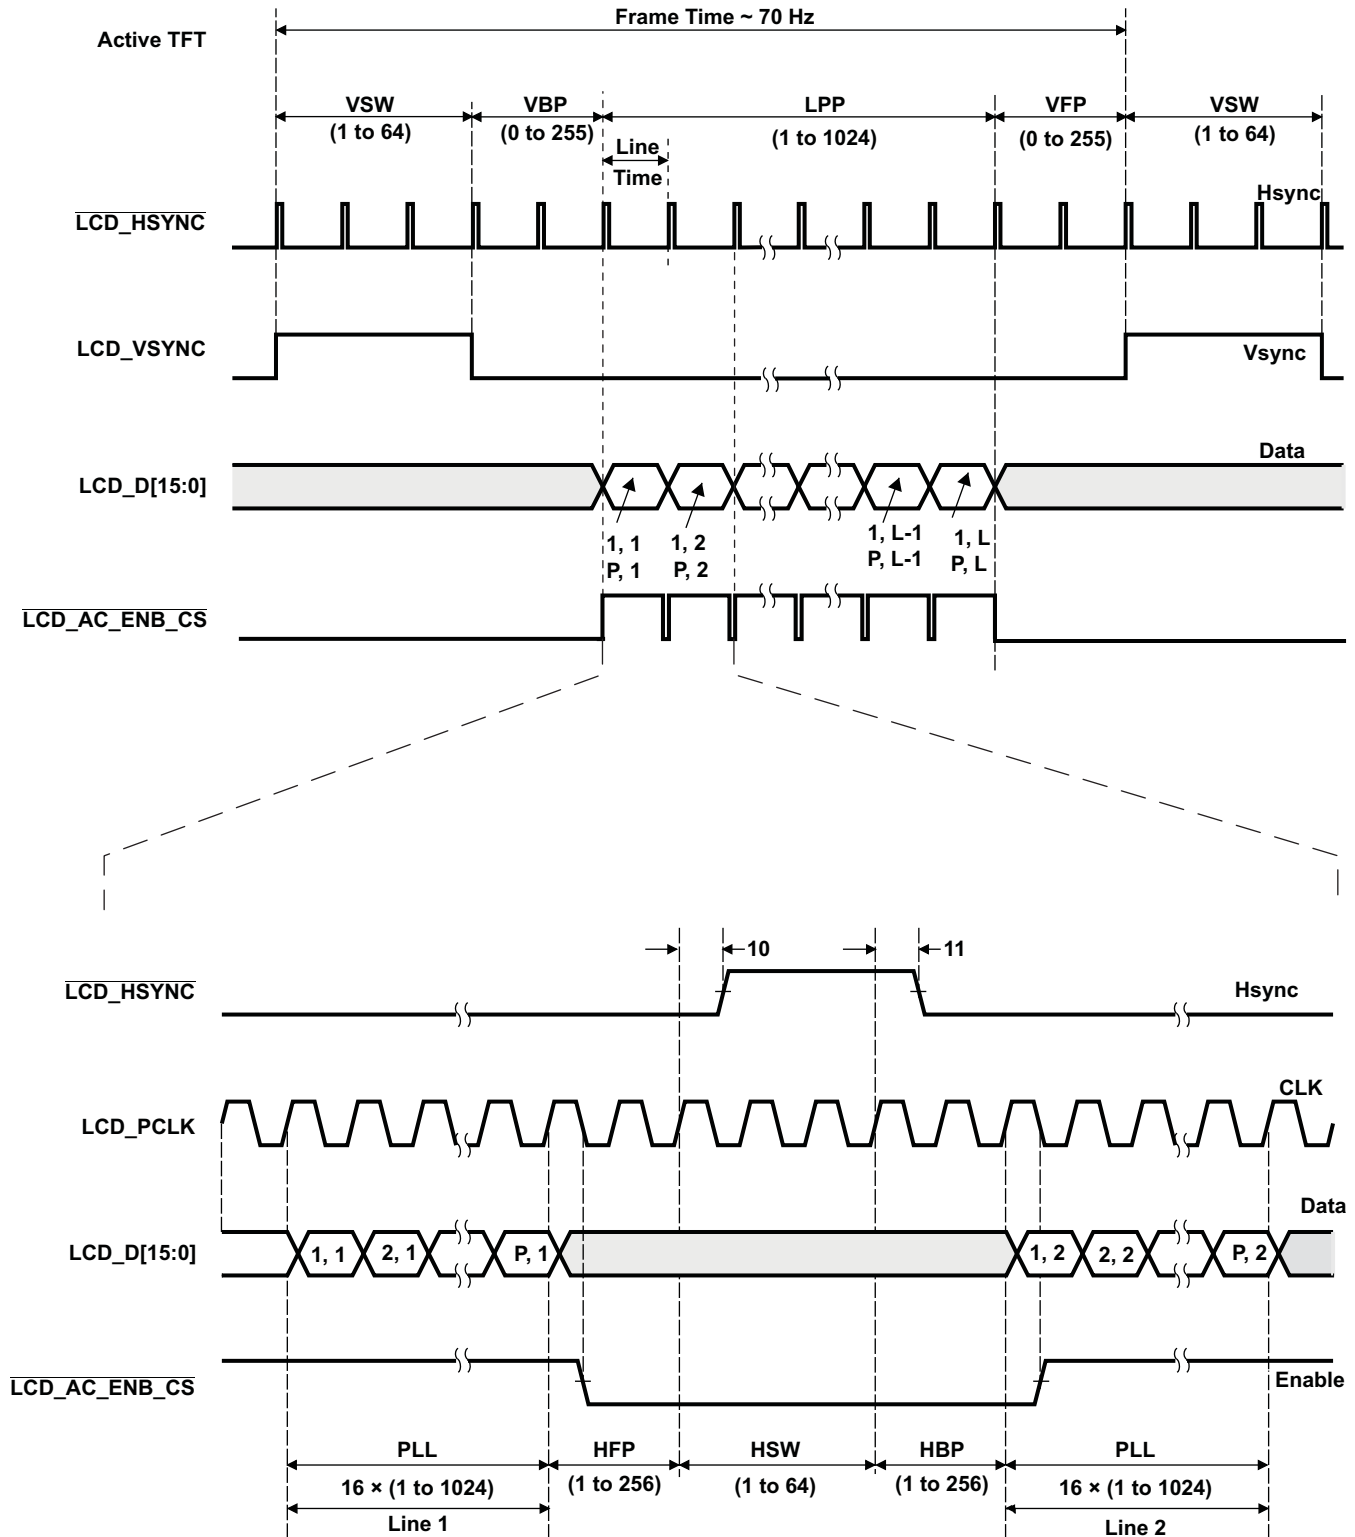 Frame Time ~ 70 Hz
Active TFT
VSW
(1 to 64)
VBP
(0 to 255)
LPP
(1 to 1024)
VFP
(0 to 255)
VSW
(1 to 64)
Line
Time
LCD_HSYNC
Hsync
LCD_VSYNC
Vsync
LCD_D[15:0]
Data
1, 1
P, 1
1, 2
P, 2
1, L-1
P, L-1
1, L
P, L
LCD_AC_ENB_CS
10
11
LCD_HSYNC
Hsync
LCD_PCLK
CLK
LCD_D[15:0]
Data
1, 1
2, 1
P, 1
1, 2
2, 2
P, 2
LCD_AC_ENB_CS
Enable
PLL
16 × (1 to 1024)
Line 1
HFP
(1 to 256)
HSW
(1 to 64)
HBP
(1 to 256)
PLL
16 × (1 to 1024)
Line 2